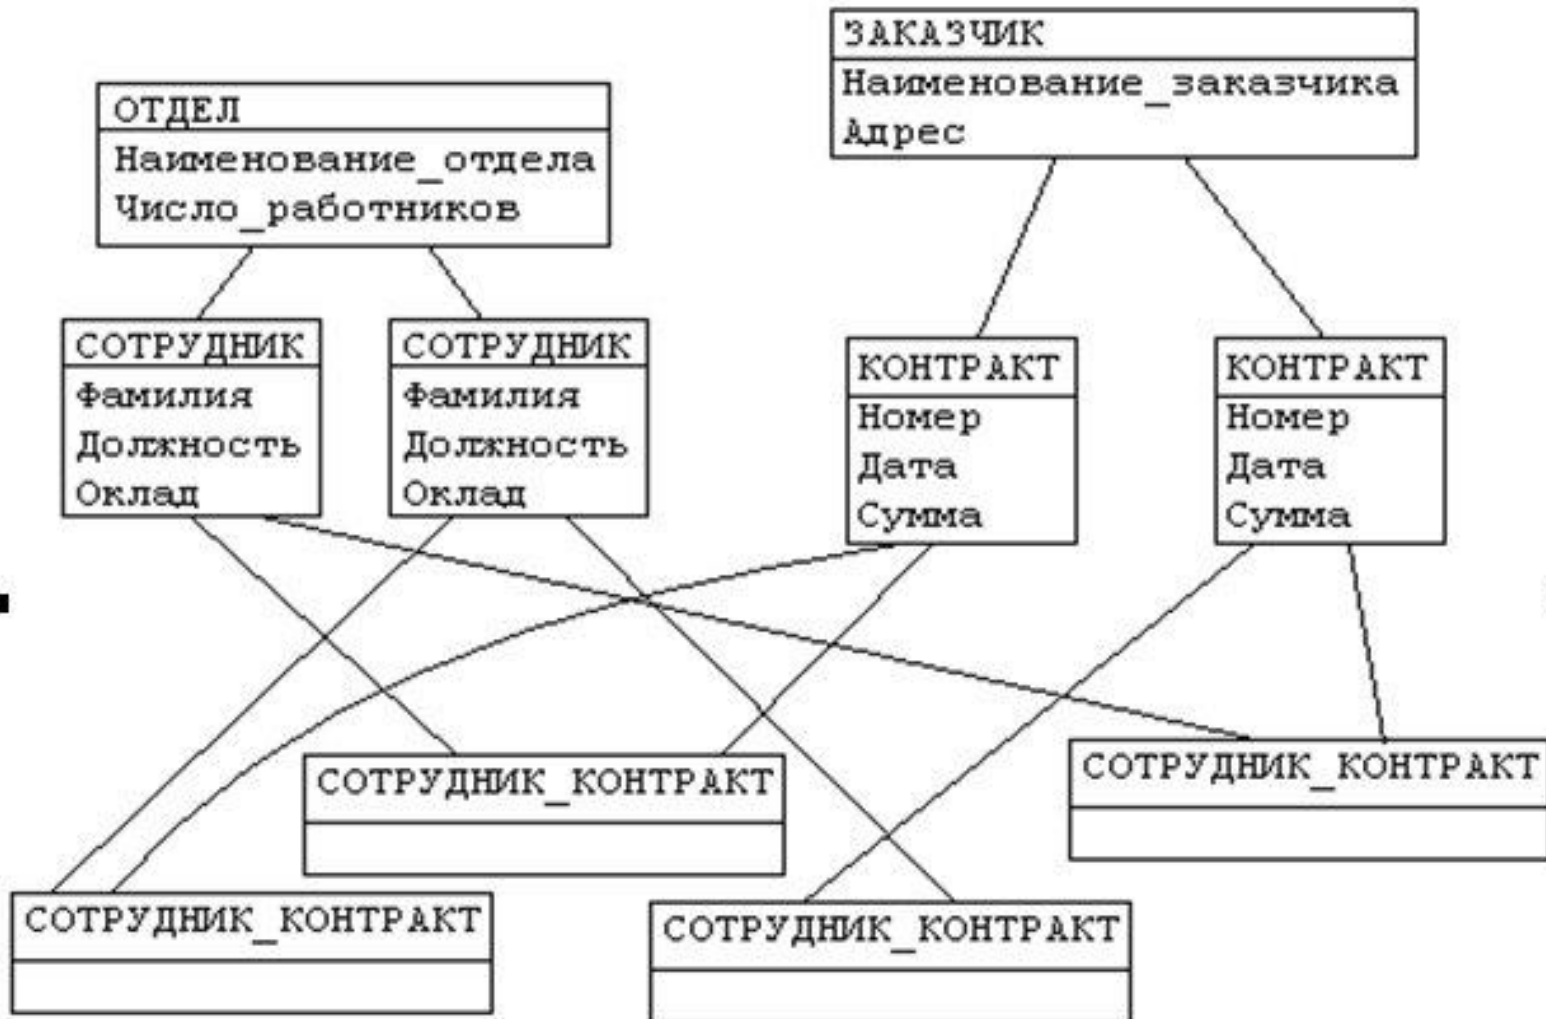 ЗАКАЗЧИК
Наименование_заказчика
Адрес
ОТДЕЛ
Наименование_отдела
Число_работников
СОТРУДНИК
Фамилия
Должность
Оклад
СОТРУДНИК
Фамилия
Должность
Оклад
КОНТРАКТ
Номер
Дата
Сумма
КОНТРАКТ
Номер
Дата
Сумма
СОТРУДНИК_КОНТРАКТ
СОТРУДНИК_КОНТРАКТ
СОТРУДНИК_КОНТРАКТ
СОТРУДНИК_КОНТРАКТ